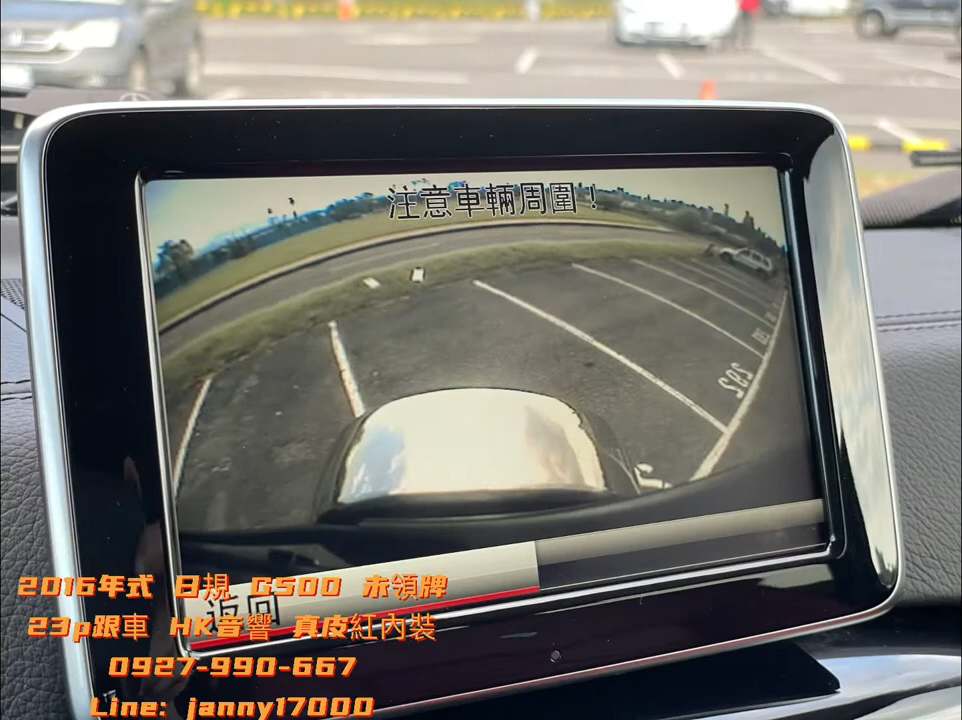 注意車輛周圍！
282
返回
2016年式 日規 G500 未領牌
23p跟車 HK音響 真皮紅內裝
0927-990-667
Line: janny17000